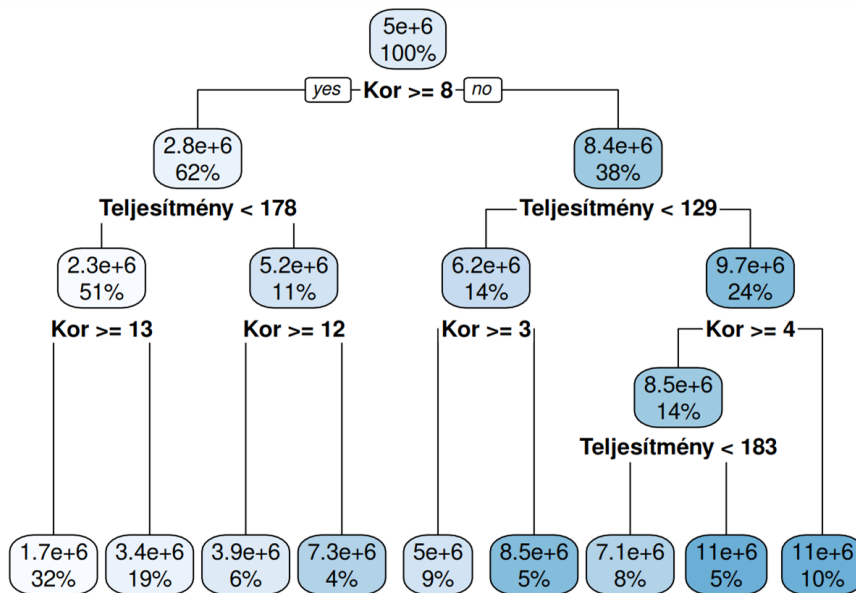 5e+6
100%
yes Kor >= 8 no
2.8e+6
62%
8.4e+6
38%
Teljesítmény < 178
Teljesítmény < 129
2.3e+6
51%
5.2e+6
11%
6.2e+6
14%
9.7e+6
24%
Kor >= 13
Kor >= 12
Kor >= 3
Kor >= 4
8.5e+6
14%
Teljesítmény < 183
1.7e+6
32%
3.4e+6
19%
3.9e+6
6%
7.3e+6
4%
5e+6
9%
8.5e+6
5%
7.1e+6
8%
11e+6
5%
11e+6
10%